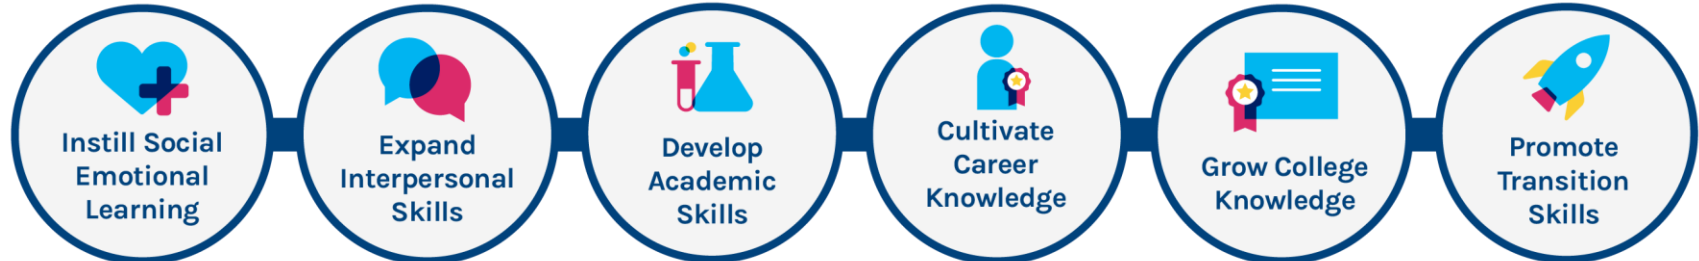 Instill Social
Emotional
Learning
Expand
Interpersonal
Skills
Develop
Academic
Skills
Cultivate
Career
Knowledge
Grow College
Knowledge
Promote
Transition
Skills